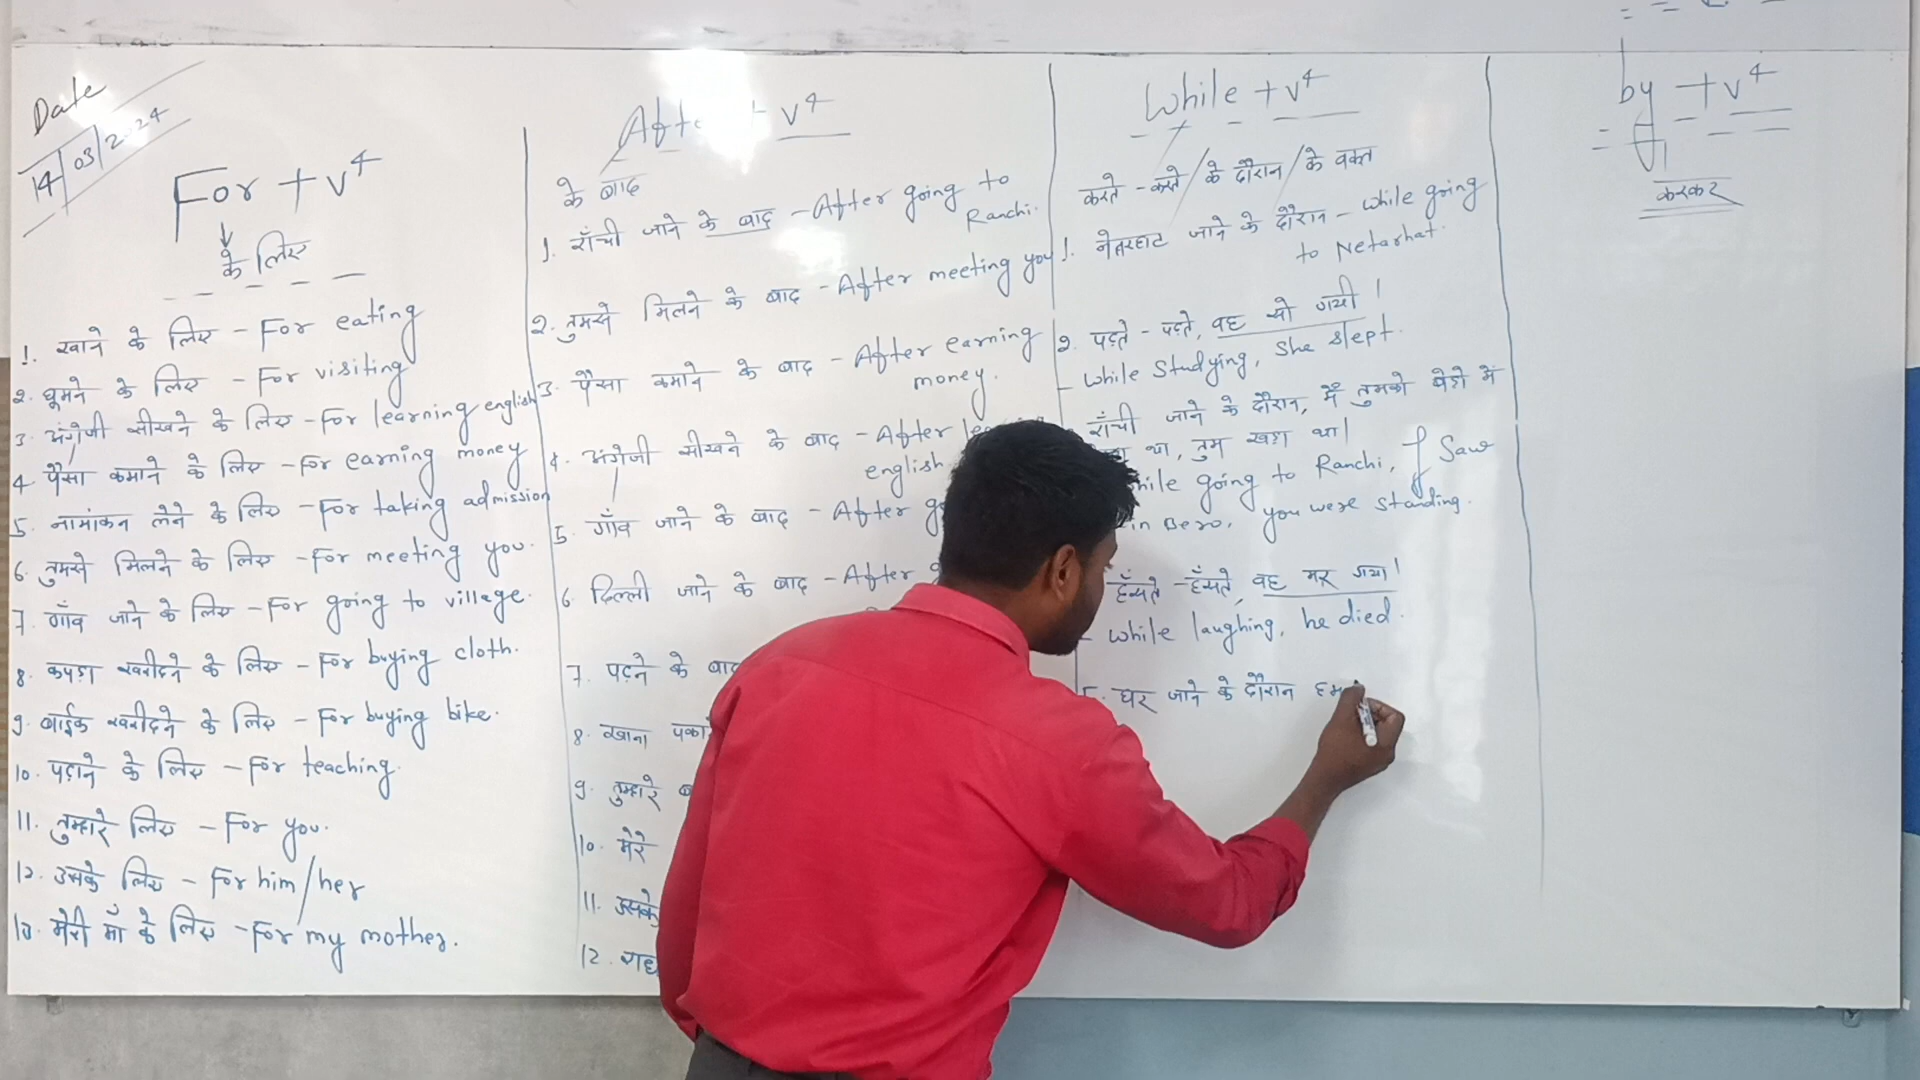 Date
14/03/2024
For + v⁴
के लिए
1. खाने के लिए - For eating
2. घूमने के लिए - For visiting
3. अंग्रेजी सीखने के लिए - For learning english
4 पैसा कमाने के लिए - For earning money
5. नामांकन लेने के लिए - For taking admission
6. तुमसे मिलने के लिए - For meeting you.
7. गाँव जाने के लिए - For going to village.
8. कपड़ा खरीदने के लिए - For buying cloth.
9. बाईक खरीदने के लिए - For buying bike.
10. पढ़ाने के लिए - For teaching.
11. तुम्हारे लिए - For you.
12. उसके लिए - For him/her
13. मेरी माँ के लिए - For my mother.
After + v⁴
के बाद
1. राँची जाने के बाद - After going to
Ranchi.
2. तुमसे मिलने के बाद - After meeting you
3. पैसा कमाने के बाद - After earning
money.
4. अंग्रेजी सीखने के बाद - After
english
5. गाँव जाने के बाद - After
6. दिल्ली जाने के बाद - After
7. पढ़ने के बाद
8. खाना
9. तुम्हारे
10. मेरे
11. उसके
12.
While + v⁴
करते - करते / के दौरान / के वक्त
1. नेतरहाट जाने के दौरान - while going
to Netarhat.
2. पढ़ते - पढ़ते, वह सो गयी।
- while studying, she slept.
राँची जाने के दौरान, मैं तुमको बेड़ो में
था, तुम खड़ा था।
while going to Ranchi, I saw
in Bero, you were standing.
हँसते - हँसते, वह मर गया।
- while laughing, he died.
5. घर जाने के दौरान हम
by + v⁴
करकर